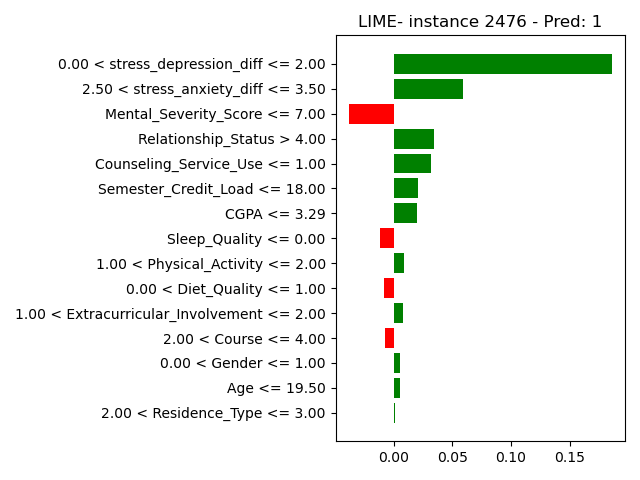 LIME- instance 2476 - Pred: 1
0.00 < stress_depression_diff <= 2.00
2.50 < stress_anxiety_diff <= 3.50
Mental_Severity_Score <= 7.00
Relationship_Status > 4.00
Counseling_Service_Use <= 1.00
Semester_Credit_Load <= 18.00
CGPA <= 3.29
Sleep_Quality <= 0.00
1.00 < Physical_Activity <= 2.00
0.00 < Diet_Quality <= 1.00
1.00 < Extracurricular_Involvement <= 2.00
2.00 < Course <= 4.00
0.00 < Gender <= 1.00
Age <= 19.50
2.00 < Residence_Type <= 3.00
0.00 0.05 0.10 0.15